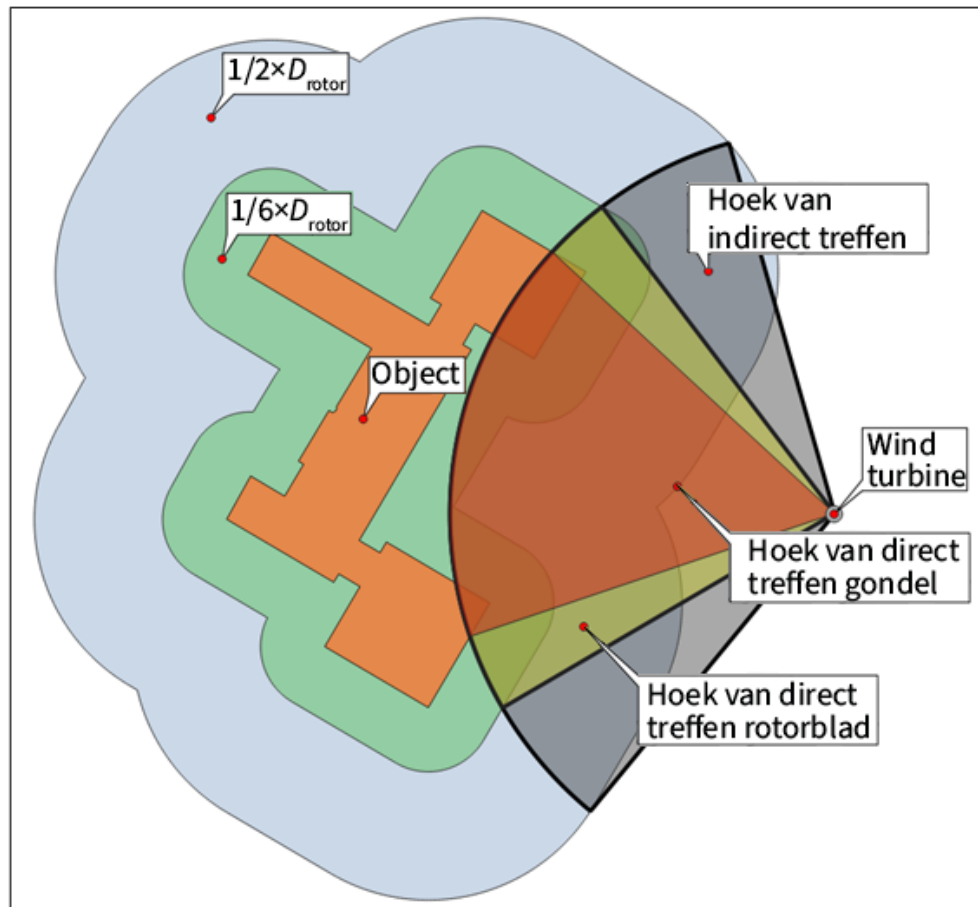 1/2×D rotor
1/6×D rotor
Hoek van
indirect treffen
Object
Wind
turbine
Hoek van direct
treffen gondel
Hoek van direct
treffen rotorblad